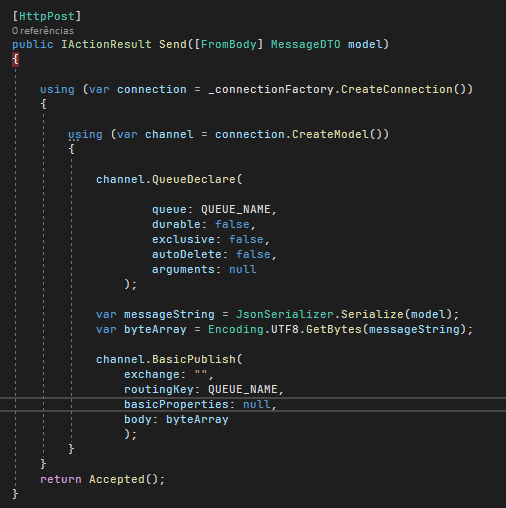 [HttpPost]
0 referências
public IActionResult Send([FromBody] MessageDTO model)
{
using (var connection = _connectionFactory.CreateConnection())
{
using (var channel = connection.CreateModel())
{
channel.QueueDeclare(
queue: QUEUE_NAME,
durable: false,
exclusive: false,
autoDelete: false,
arguments: null
);
var messageString = JsonSerializer.Serialize(model);
var byteArray = Encoding.UTF8.GetBytes(messageString);
channel.BasicPublish(
exchange: "",
routingKey: QUEUE_NAME,
basicProperties: null,
body: byteArray
);
}
}
return Accepted();
}